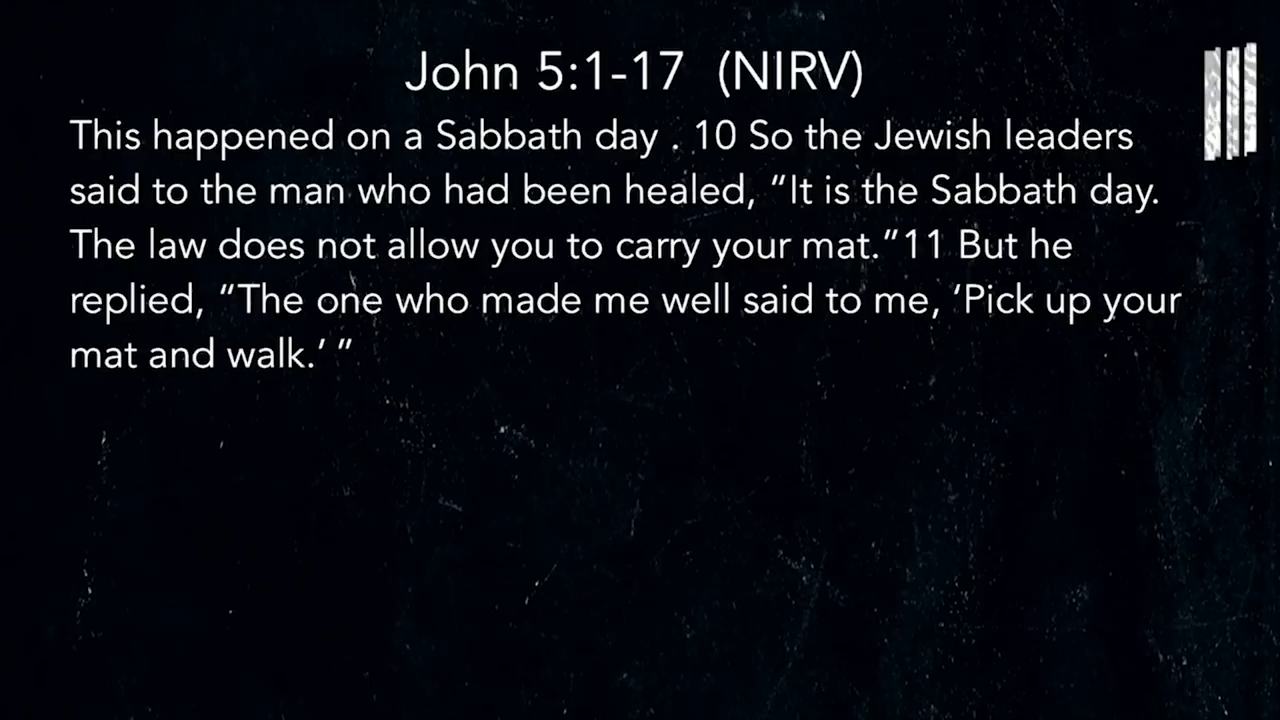 John 5:1-17 (NIRV)
This happened on a Sabbath day . 10 So the Jewish leaders
said to the man who had been healed, “It is the Sabbath day.
The law does not allow you to carry your mat.”11 But he
replied, “The one who made me well said to me, ‘Pick up your
mat and walk.’ ”